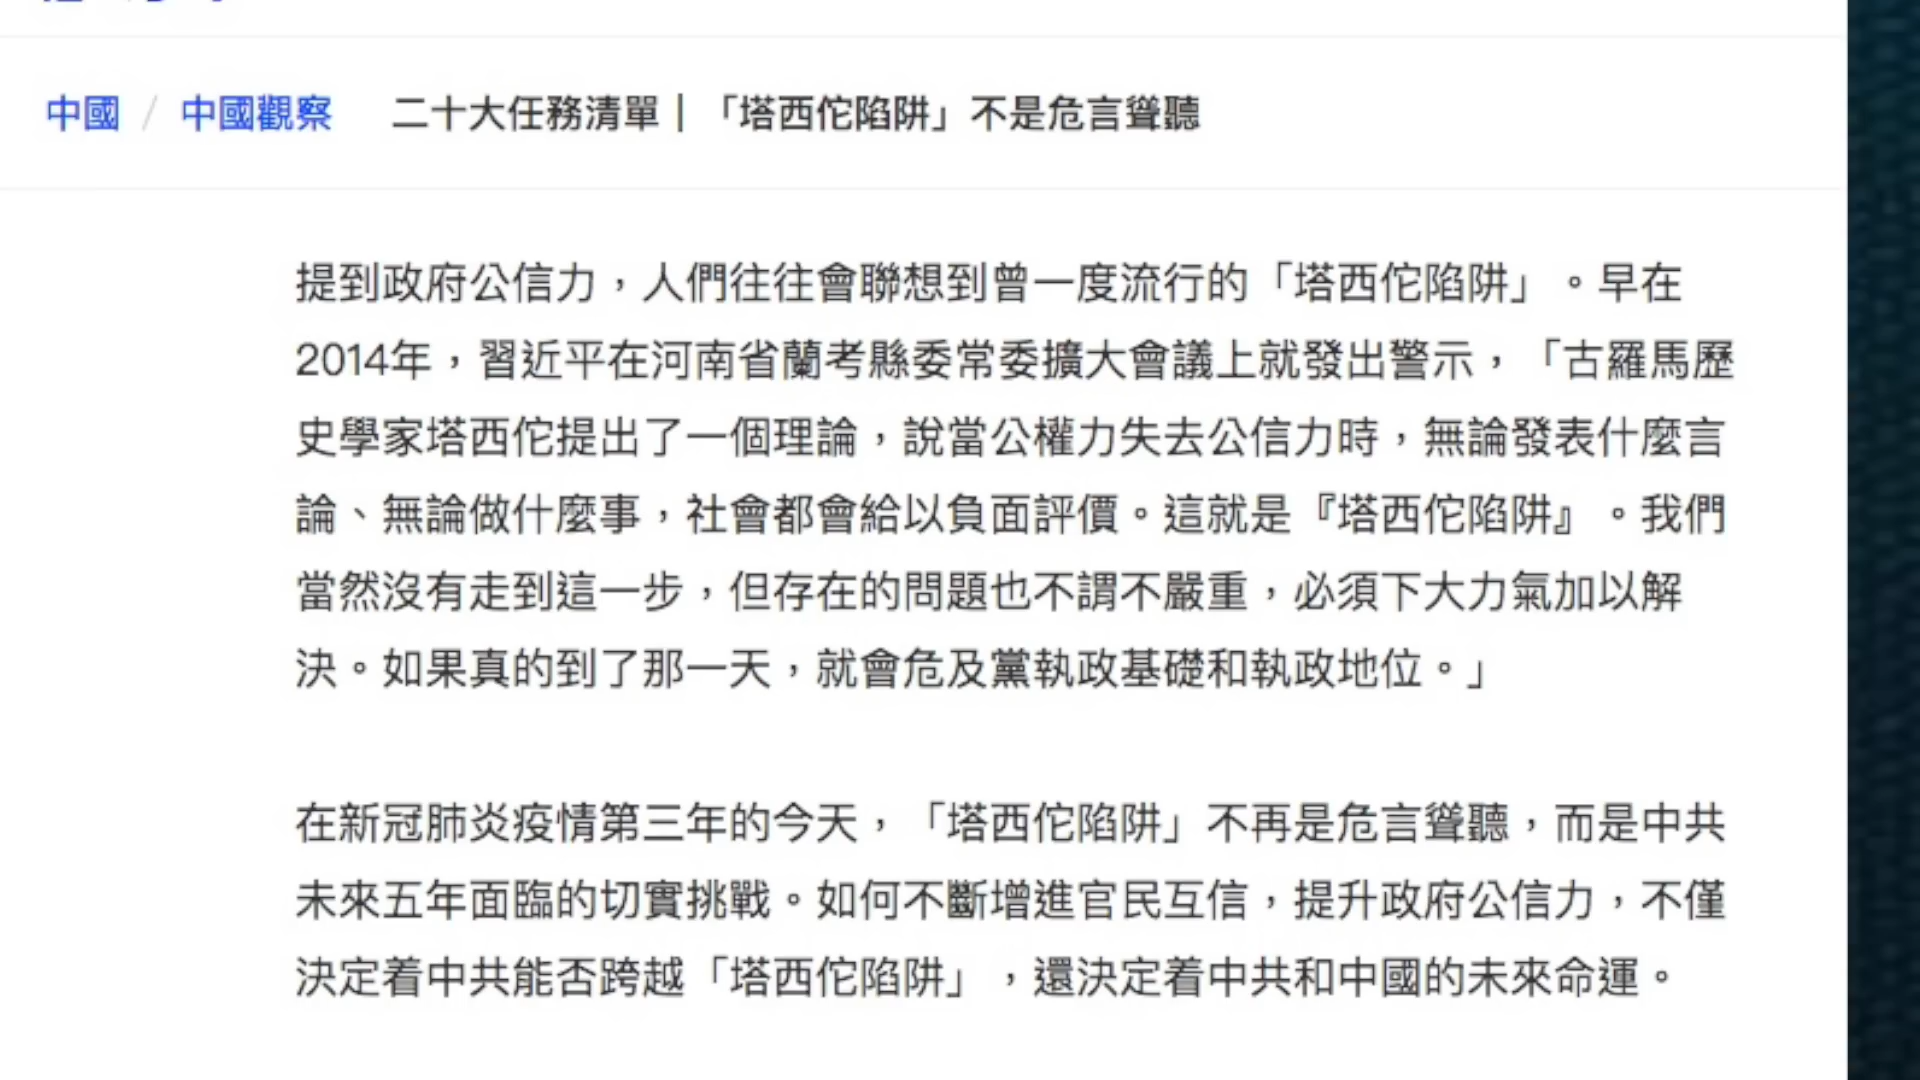 中國 / 中國觀察 二十大任務清單｜「塔西佗陷阱」不是危言聳聽
提到政府公信力，人們往往會聯想到曾一度流行的「塔西佗陷阱」。早在
2014年，習近平在河南省蘭考縣委常委擴大會議上就發出警示，「古羅馬歷
史學家塔西佗提出了一個理論，說當公權力失去公信力時，無論發表什麼言
論、無論做什麼事，社會都會給以負面評價。這就是『塔西佗陷阱』。我們
當然沒有走到這一步，但存在的問題也不謂不嚴重，必須下大力氣加以解
決。如果真的到了那一天，就會危及黨執政基礎和執政地位。」
在新冠肺炎疫情第三年的今天，「塔西佗陷阱」不再是危言聳聽，而是中共
未來五年面臨的切實挑戰。如何不斷增進官民互信，提升政府公信力，不僅
決定着中共能否跨越「塔西佗陷阱」，還決定着中共和中國的未來命運。